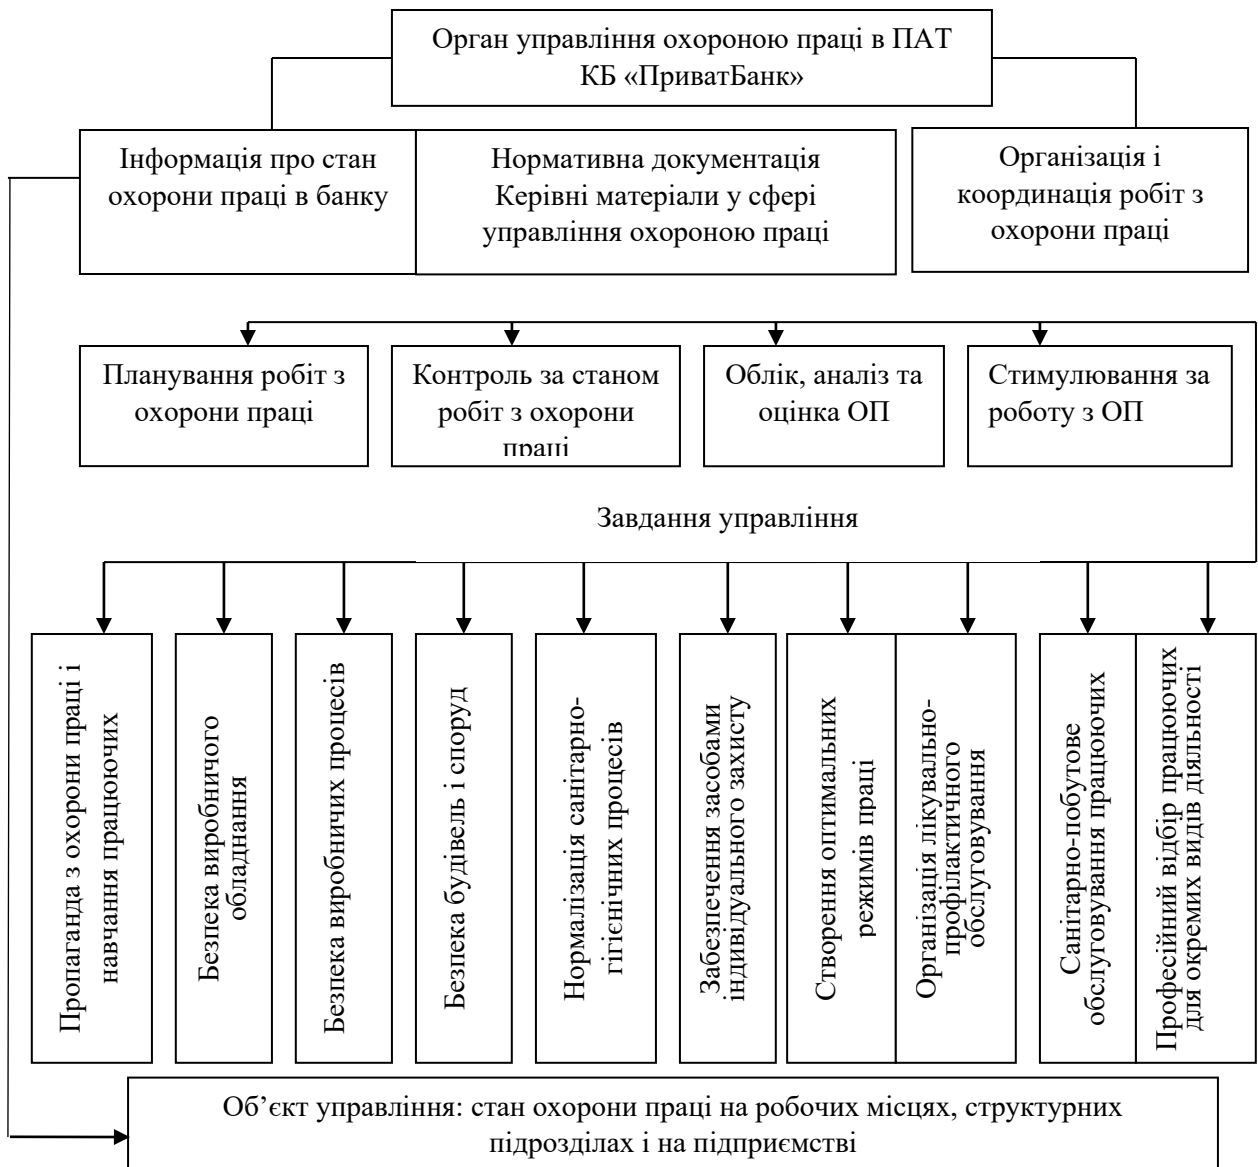 Орган управління охороною праці в ПАТ
КБ «ПриватБанк»
Інформація про стан
охорони праці в банку
Нормативна документація
Керівні матеріали у сфері
управління охороною праці
Організація і
координація робіт з
охорони праці
Планування робіт з
охорони праці
Контроль за станом
робіт з охорони
праці
Облік, аналіз та
оцінка ОП
Стимулювання за
роботу з ОП
Завдання управління
Пропаганда з охорони праці і
навчання працюючих
Безпека виробничого
обладнання
Безпека виробничих процесів
Безпека будівель і споруд
Нормалізація санітарно-
гігієнічних процесів
Забезпечення засобами
індивідуального захисту
Створення оптимальних
режимів праці
Організація лікувально-
профілактичного
обслуговування
Санітарно-побутове
обслуговування працюючих
Професійний відбір працюючих
для окремих видів діяльності
Об’єкт управління: стан охорони праці на робочих місцях, структурних
підрозділах і на підприємстві